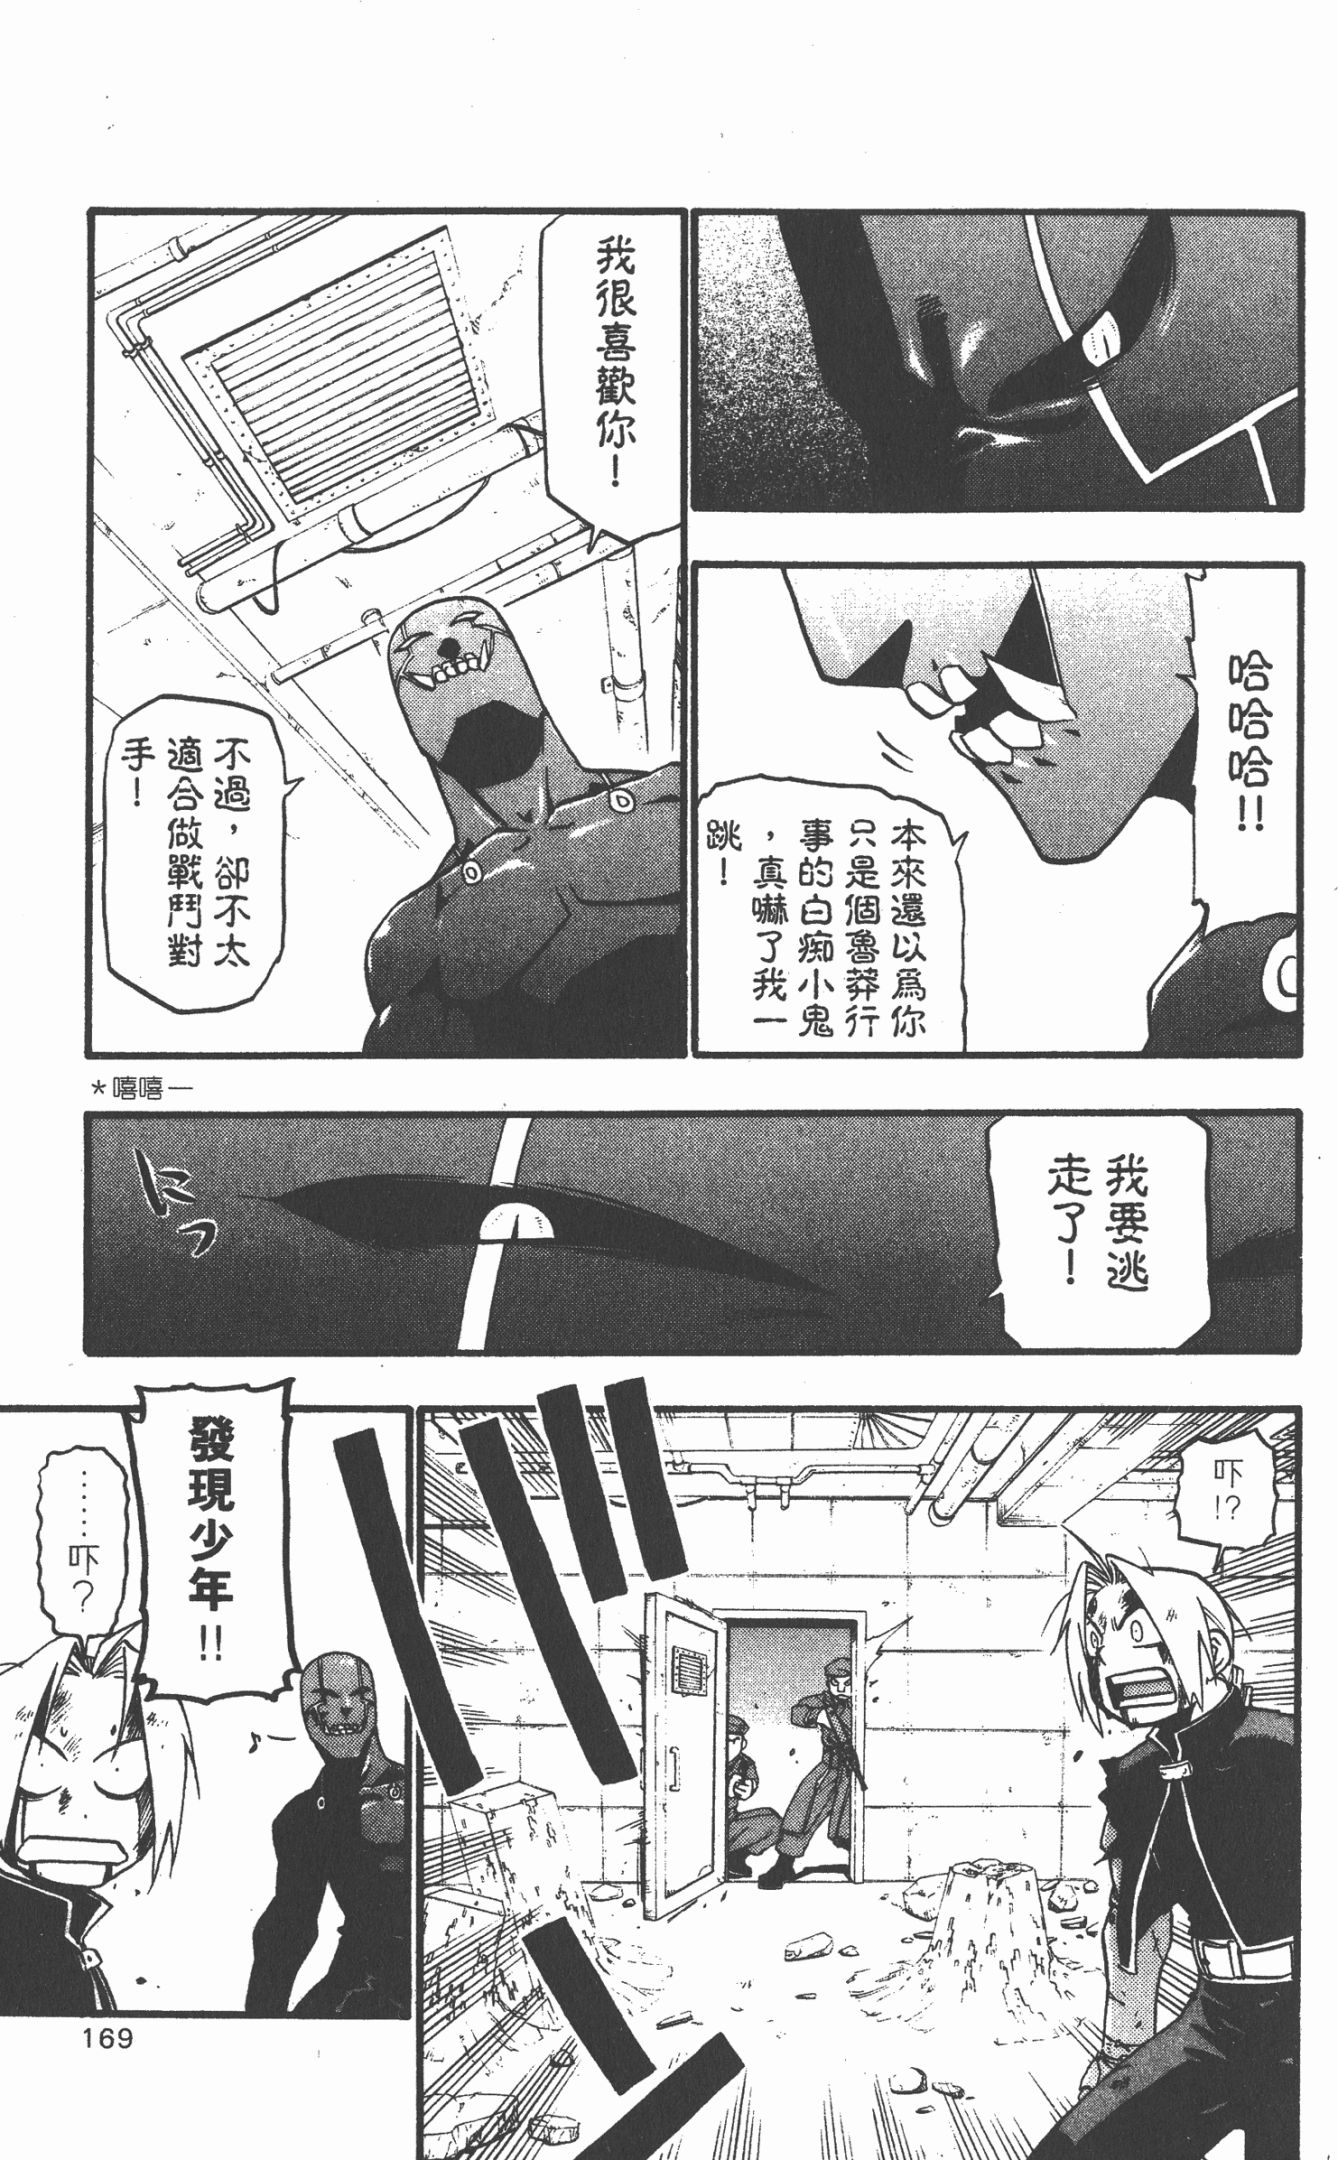 哈哈哈!!
本來還以爲你
只是個魯莽行
事的白痴小鬼
，真嚇了我一
跳！
我很喜歡你！
不過，卻不太
適合做戰鬥對
手！
＊嘻嘻－
我要逃
走了！
にっ
吓!?
發現少年!!
……吓？
169